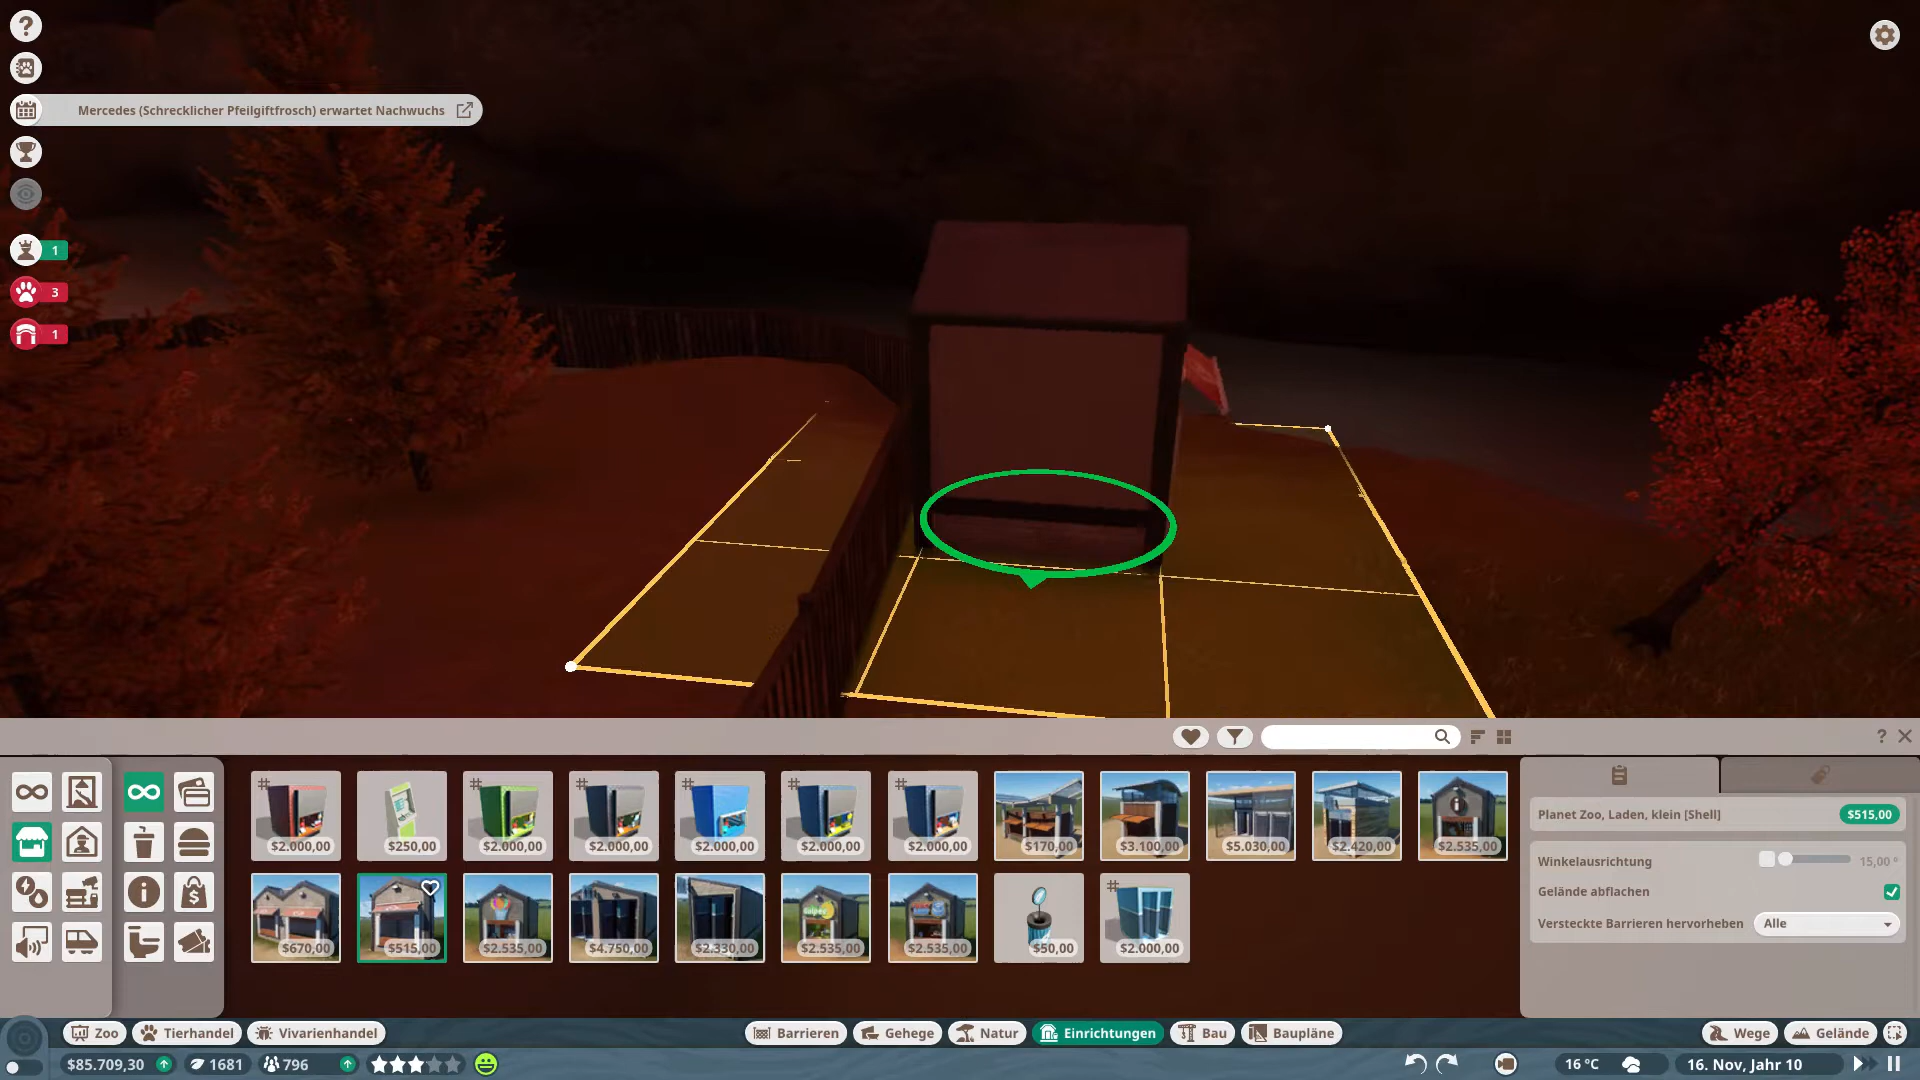 ?
Mercedes (Schrecklicher Pfeilgiftfrosch) erwartet Nachwuchs
1
3
1
?
$2.000,00
$250,00
$2.000,00
$2.000,00
$2.000,00
$2.000,00
$2.000,00
$170,00
$3.100,00
$5.030,00
$2.420,00
$2.535,00
$670,00
$515,00
$2.535,00
$4.750,00
$2.330,00
$2.535,00
$2.535,00
$50,00
$2.000,00
Planet Zoo, Laden, klein [Shell]
$515,00
Winkelausrichtung
15,00 °
Gelände abflachen
Versteckte Barrieren hervorheben
Alle
Zoo
Tierhandel
Vivarienhandel
Barrieren
Gehege
Natur
Einrichtungen
Bau
Baupläne
Wege
Gelände
$85.709,30
1681
796
16 °C
16. Nov, Jahr 10